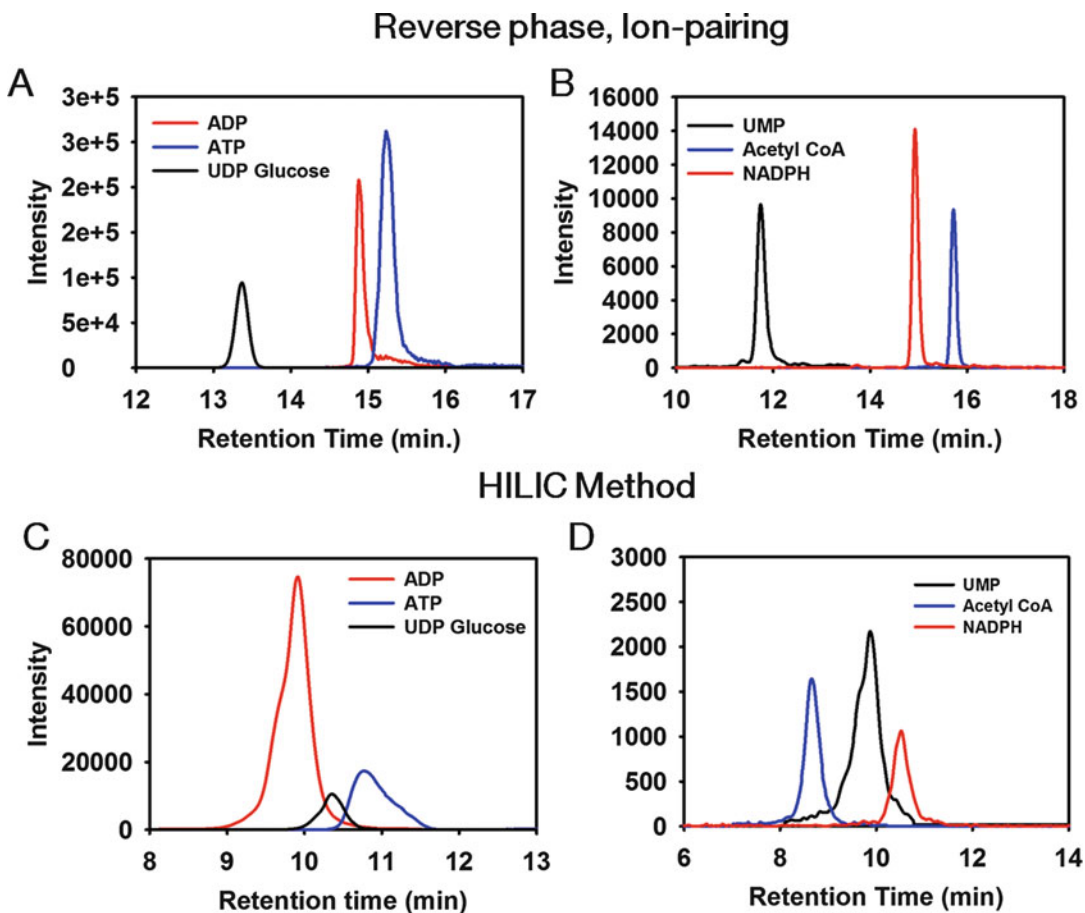 Reverse phase, Ion-pairing
A
3e+5
3e+5
2e+5
2e+5
1e+5
5e+4
0
Intensity
ADP
ATP
UDP Glucose
12 13 14 15 16 17
Retention Time (min.)
B
16000
14000
12000
10000
8000
6000
4000
2000
0
Intensity
UMP
Acetyl CoA
NADPH
10 12 14 16 18
Retention Time (min.)
HILIC Method
C
80000
60000
40000
20000
0
Intensity
ADP
ATP
UDP Glucose
8 9 10 11 12 13
Retention time (min)
D
3000
2500
2000
1500
1000
500
0
Intensity
UMP
Acetyl CoA
NADPH
6 8 10 12 14
Retention Time (min)